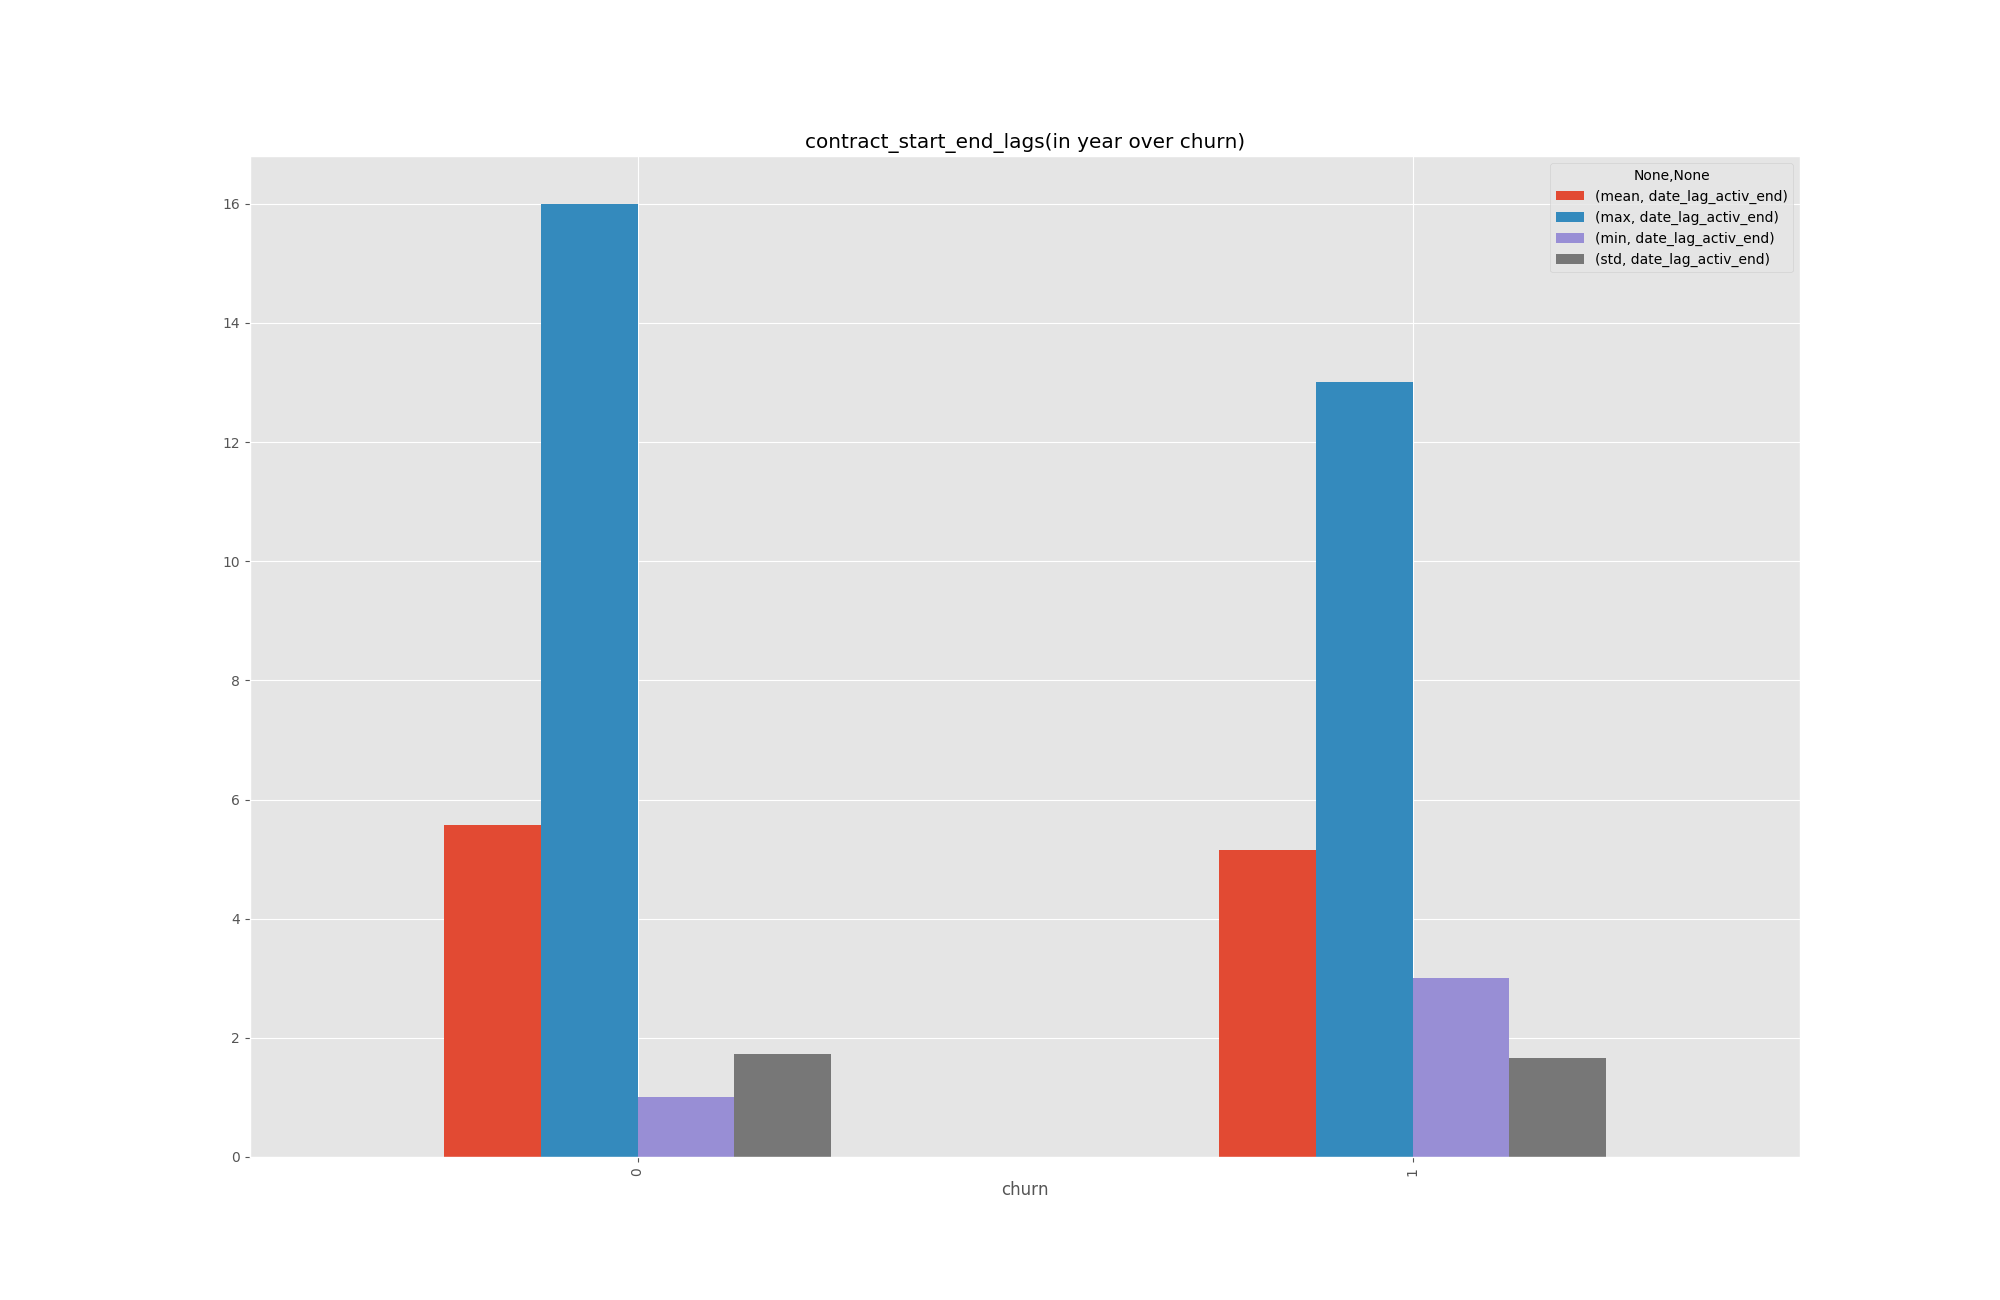 contract_start_end_lags(in year over churn)
None,None
(mean, date_lag_activ_end)
(max, date_lag_activ_end)
(min, date_lag_activ_end)
(std, date_lag_activ_end)
16
14
12
10
8
6
4
2
0
0
1
churn